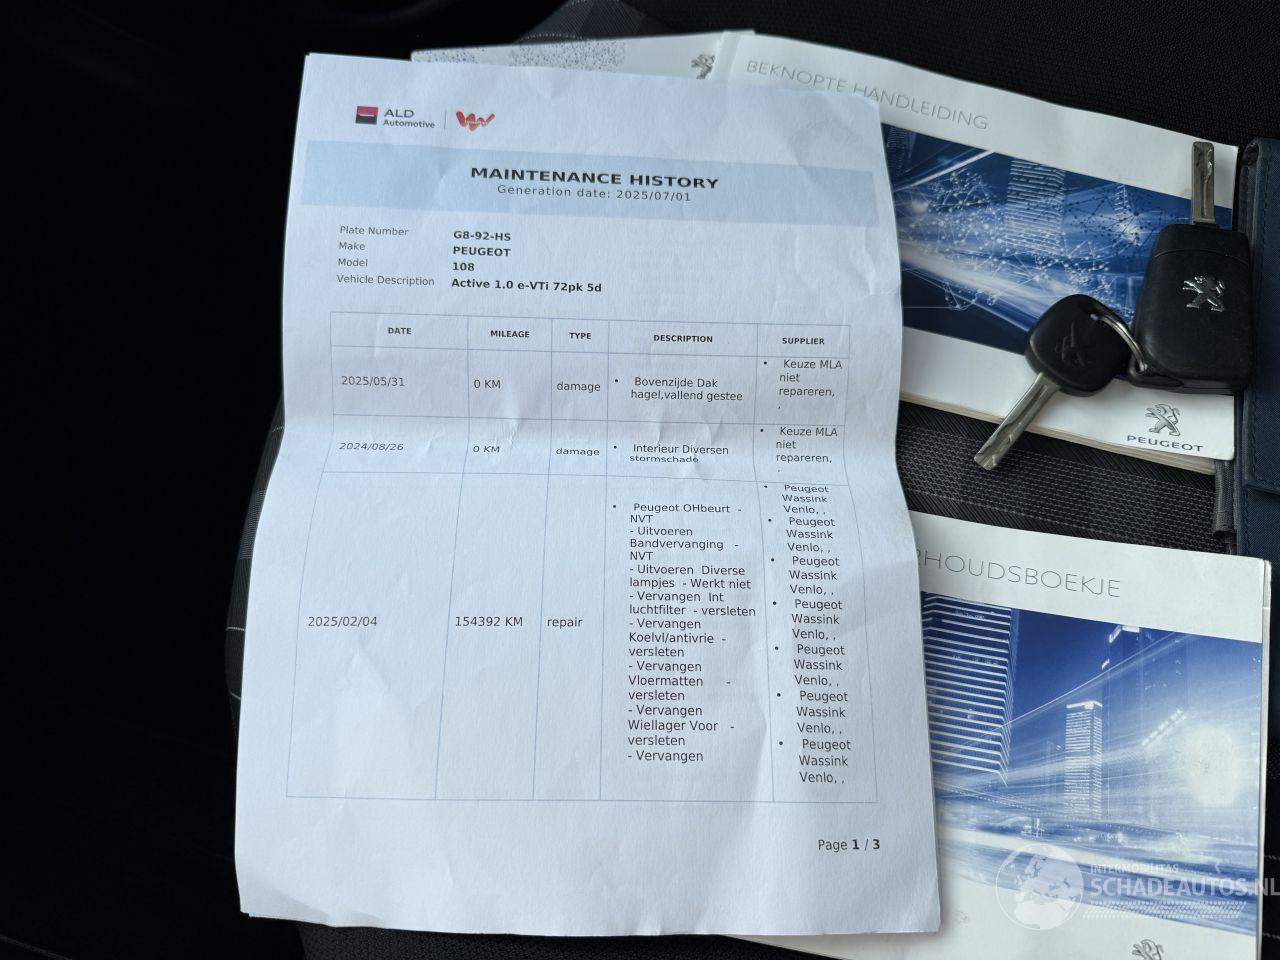 ALD
Automotive
MAINTENANCE HISTORY
Generation date: 2025/07/01
Plate Number G8-92-HS
Make PEUGEOT
Model 108
Vehicle Description Active 1.0 e-VTi 72pk 5d
DATE MILEAGE TYPE DESCRIPTION SUPPLIER
2025/05/31
0 KM
damage
• Bovenzijde Dak
hagel,vallend gestee
• Keuze MLA
niet
repareren,
,
2024/08/26
0 KM
damage
• Interieur Diversen
stormschade
• Keuze MLA
niet
repareren,
,
2025/02/04
154392 KM
repair
• Peugeot OHbeurt -
NVT
- Uitvoeren
Bandvervanging -
NVT
- Uitvoeren Diverse
lampjes - Werkt niet
- Vervangen Int
luchtfilter - versleten
- Vervangen
Koelvl/antivrie -
versleten
- Vervangen
Vloermatten -
versleten
- Vervangen
Wiellager Voor -
versleten
- Vervangen
• Peugeot
Wassink
Venlo, ,
• Peugeot
Wassink
Venlo, ,
• Peugeot
Wassink
Venlo, ,
• Peugeot
Wassink
Venlo, ,
• Peugeot
Wassink
Venlo, ,
• Peugeot
Wassink
Venlo, ,
• Peugeot
Wassink
Venlo, ,
Page 1 / 3
BEKNOPTE HANDLEIDING
PEUGEOT
RHOUDSBOEKJE
INTERMOBILITAS
SCHADEAUTOS.NL